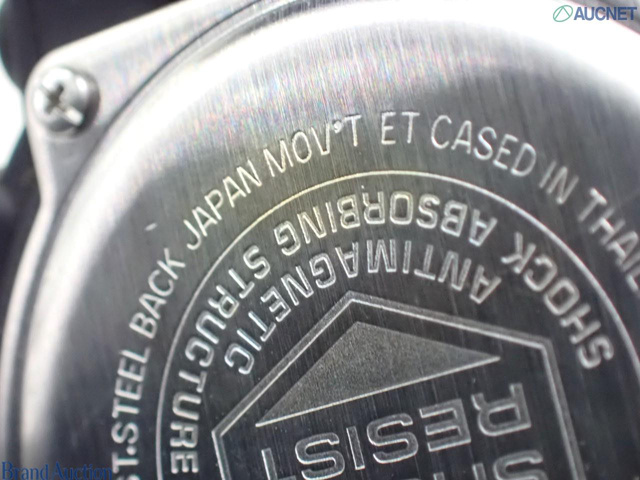 AUCNET
ST.STEEL BACK JAPAN MOV'T ET CASED IN THAI
SHOCK ABSORBING STRUCTURE
ANTIMAGNETIC
RESIST
Brand Auction